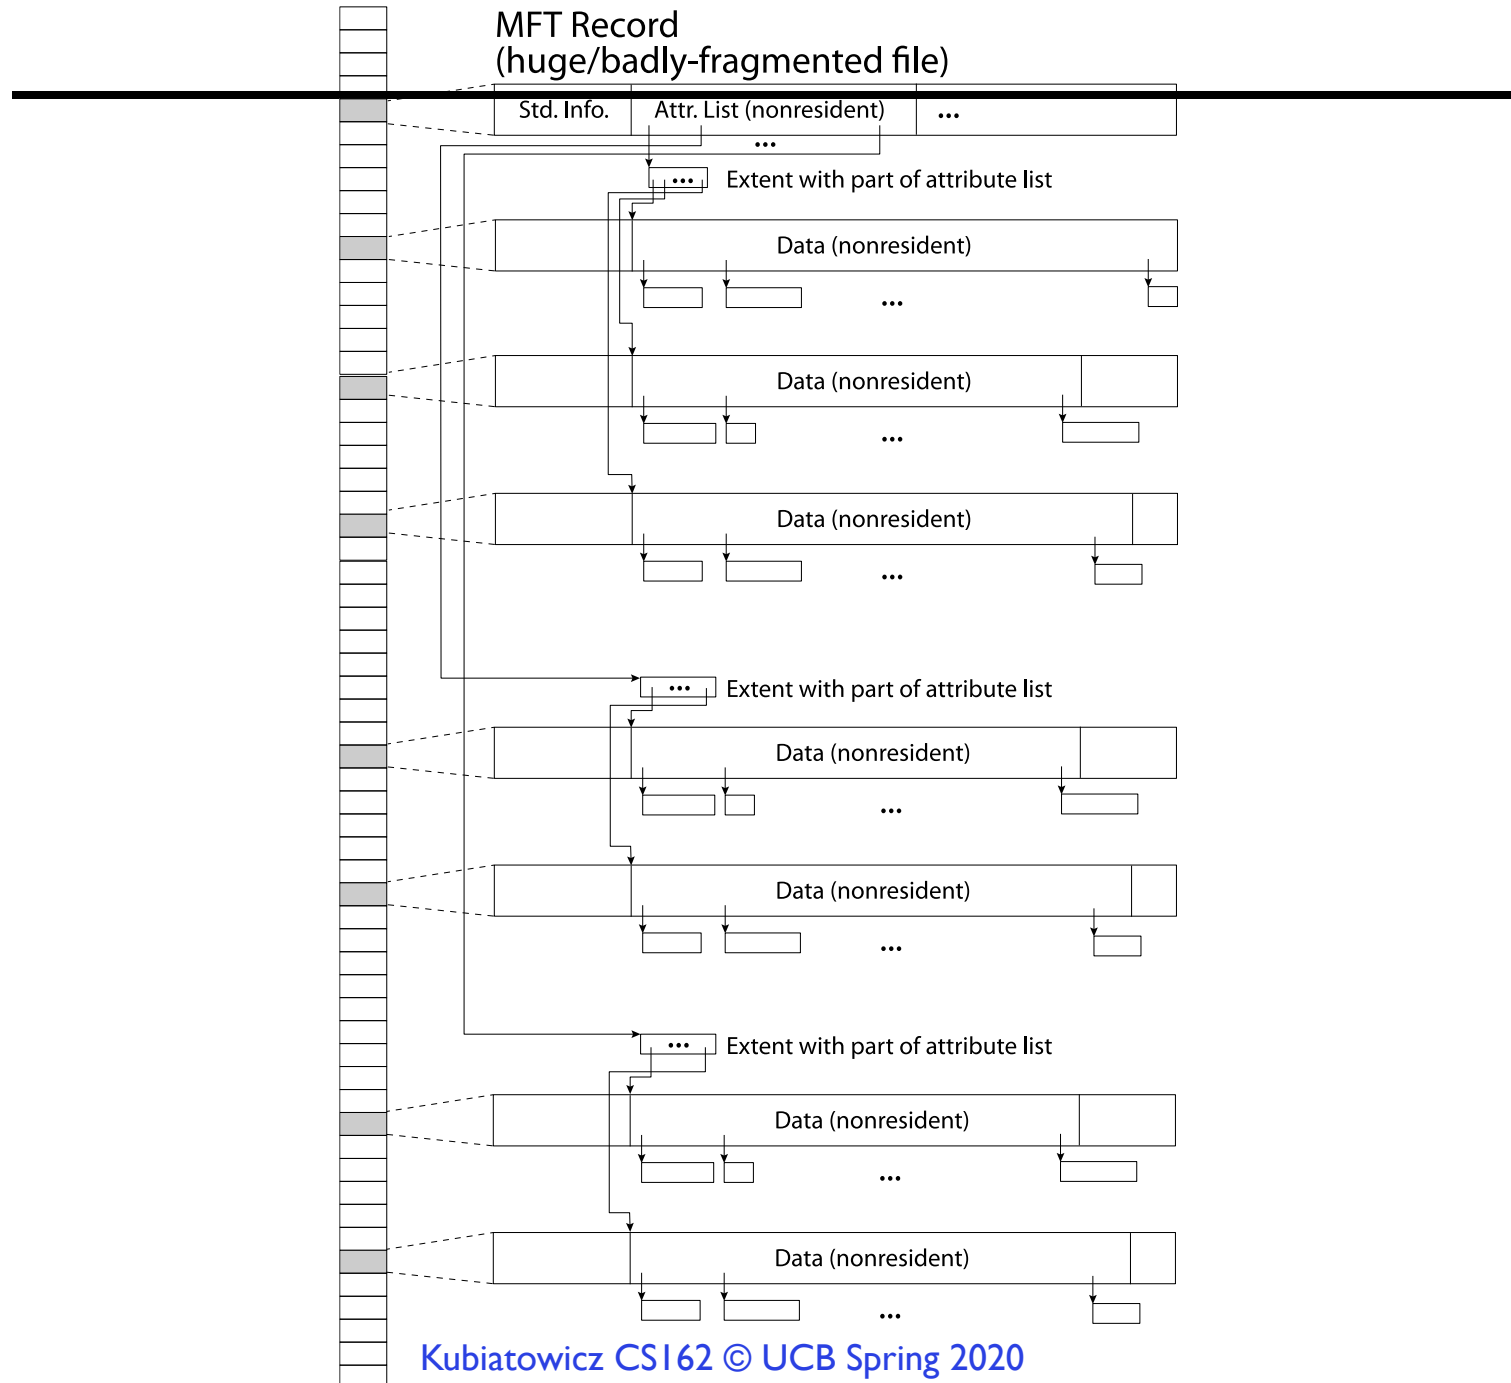 MFT Record
(huge/badly-fragmented file)
Std. Info.
Attr. List (nonresident)
...
...
... Extent with part of attribute list
Data (nonresident)
...
Data (nonresident)
...
Data (nonresident)
...
... Extent with part of attribute list
Data (nonresident)
...
Data (nonresident)
...
... Extent with part of attribute list
Data (nonresident)
...
Data (nonresident)
...
Kubiatowicz CS162 © UCB Spring 2020